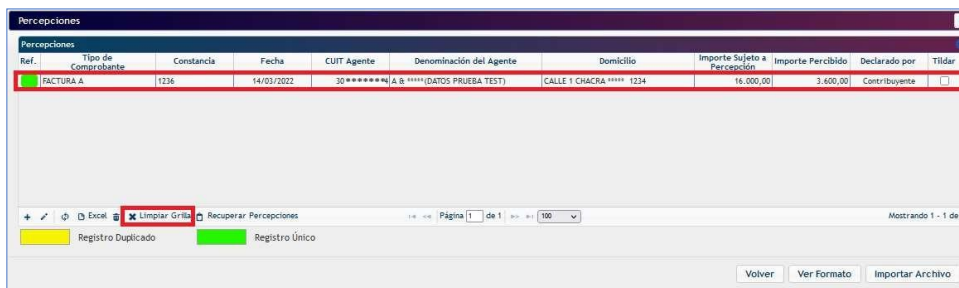 Percepciones
Percepciones
Ref. Tipo de Comprobante Constancia Fecha CUIT Agente Denominación del Agente Domicilio Importe Sujeto a Percepción Importe Percibido Declarado por Tildar
FACTURA A 1236 14/03/2022 30*******4 A & *****(DATOS PRUEBA TEST) CALLE 1 CHACRA ***** 1234 16.000,00 3.600,00 Contribuyente
Excel Limpiar Grilla Recuperar Percepciones Página 1 de 1 100 Mostrando 1 - 1 de
Registro Duplicado Registro Único
Volver Ver Formato Importar Archivo